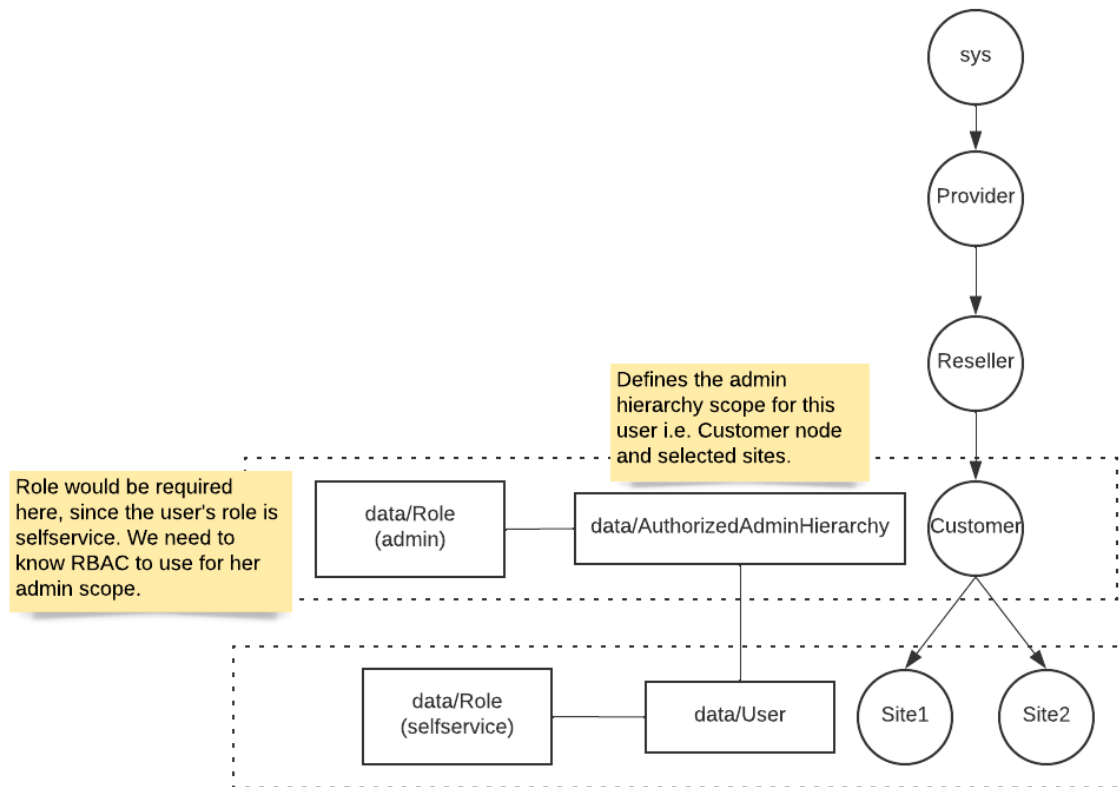 sys
Provider
Reseller
Defines the admin
hierarchy scope for this
user i.e. Customer node
and selected sites.
Role would be required
here, since the user's role is
selfservice. We need to
know RBAC to use for her
admin scope.
data/Role
(admin)
data/AuthorizedAdminHierarchy
Customer
data/Role
(selfservice)
data/User
Site1
Site2